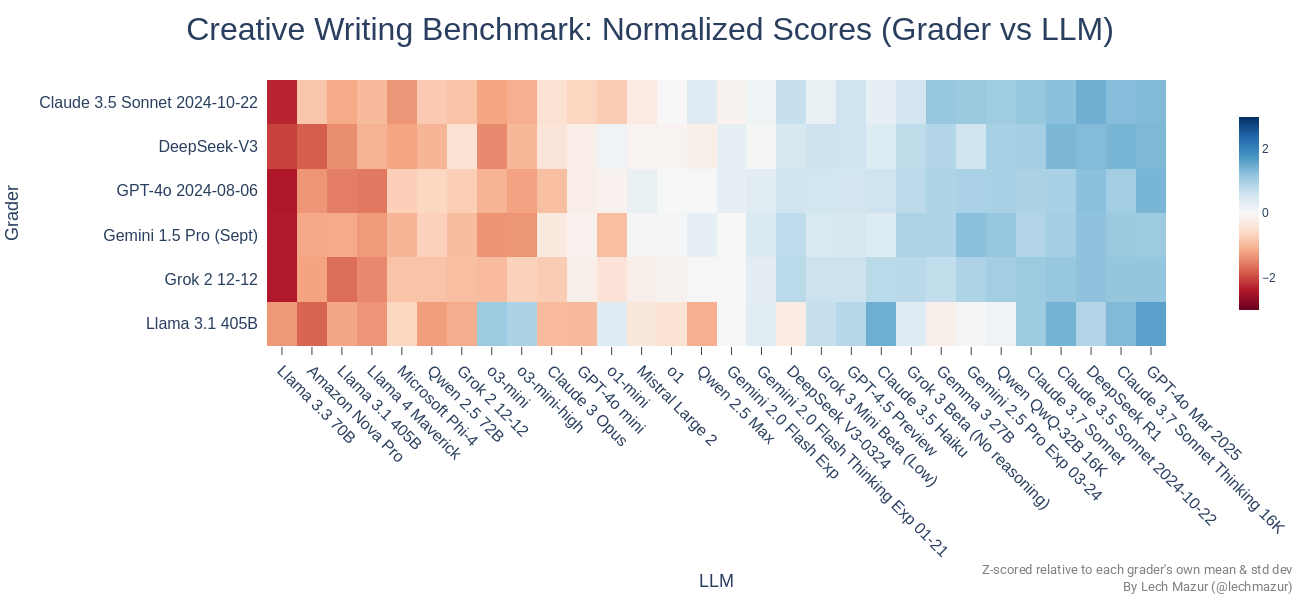 Creative Writing Benchmark: Normalized Scores (Grader vs LLM)
Grader
Claude 3.5 Sonnet 2024-10-22
DeepSeek-V3
GPT-4o 2024-08-06
Gemini 1.5 Pro (Sept)
Grok 2 12-12
Llama 3.1 405B
2
0
−2
Llama 3.3 70B
Amazon Nova Pro
Llama 3.1 405B
Llama 4 Maverick
Microsoft Phi-4
Qwen 2.5 72B
Grok 2 12-12
o3-mini
o3-mini-high
Claude 3 Opus
GPT-4o mini
o1-mini
Mistral Large 2
o1
Qwen 2.5 Max
Gemini 2.0 Flash Exp
Gemini 2.0 Flash Thinking Exp 01-21
DeepSeek V3-0324
Grok 3 Mini Beta (Low)
GPT-4.5 Preview
Claude 3.5 Haiku
Grok 3 Beta (No reasoning)
Gemma 3 27B
Gemini 2.5 Pro Exp 03-24
Qwen QwQ-32B 16K
Claude 3.7 Sonnet
Claude 3.5 Sonnet 2024-10-22
DeepSeek R1
Claude 3.7 Sonnet Thinking 16K
GPT-4o Mar 2025
LLM
Z-scored relative to each grader's own mean & std dev
By Lech Mazur (@lechmazur)